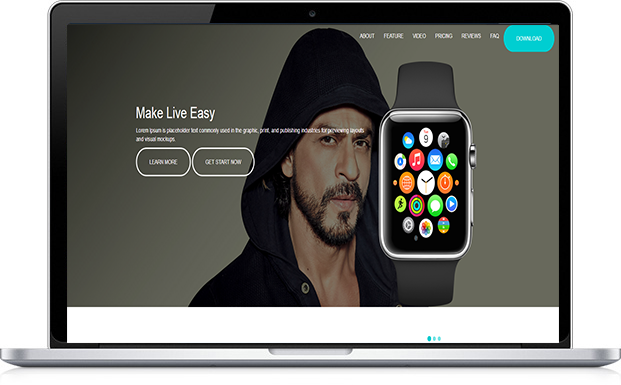 ABOUT FEATURE VIDEO PRICING REVIEWS FAQ DOWNLOAD
Make Live Easy
Lorem Ipsum is placeholder text commonly used in the graphic, print, and publishing industries for previewing layouts
and visual mockups.
LEARN MORE GET START NOW
9